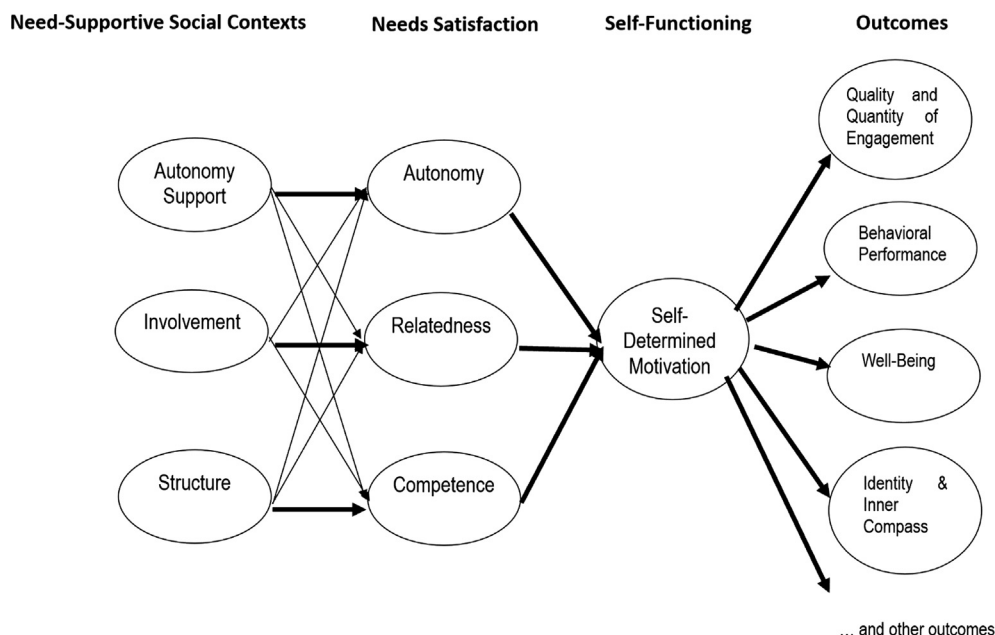 Need-Supportive Social Contexts
Needs Satisfaction
Self-Functioning
Outcomes
Autonomy
Support
Involvement
Structure
Autonomy
Relatedness
Competence
Self-
Determined
Motivation
Quality and
Quantity of
Engagement
Behavioral
Performance
Well-Being
Identity &
Inner
Compass
... and other outcomes